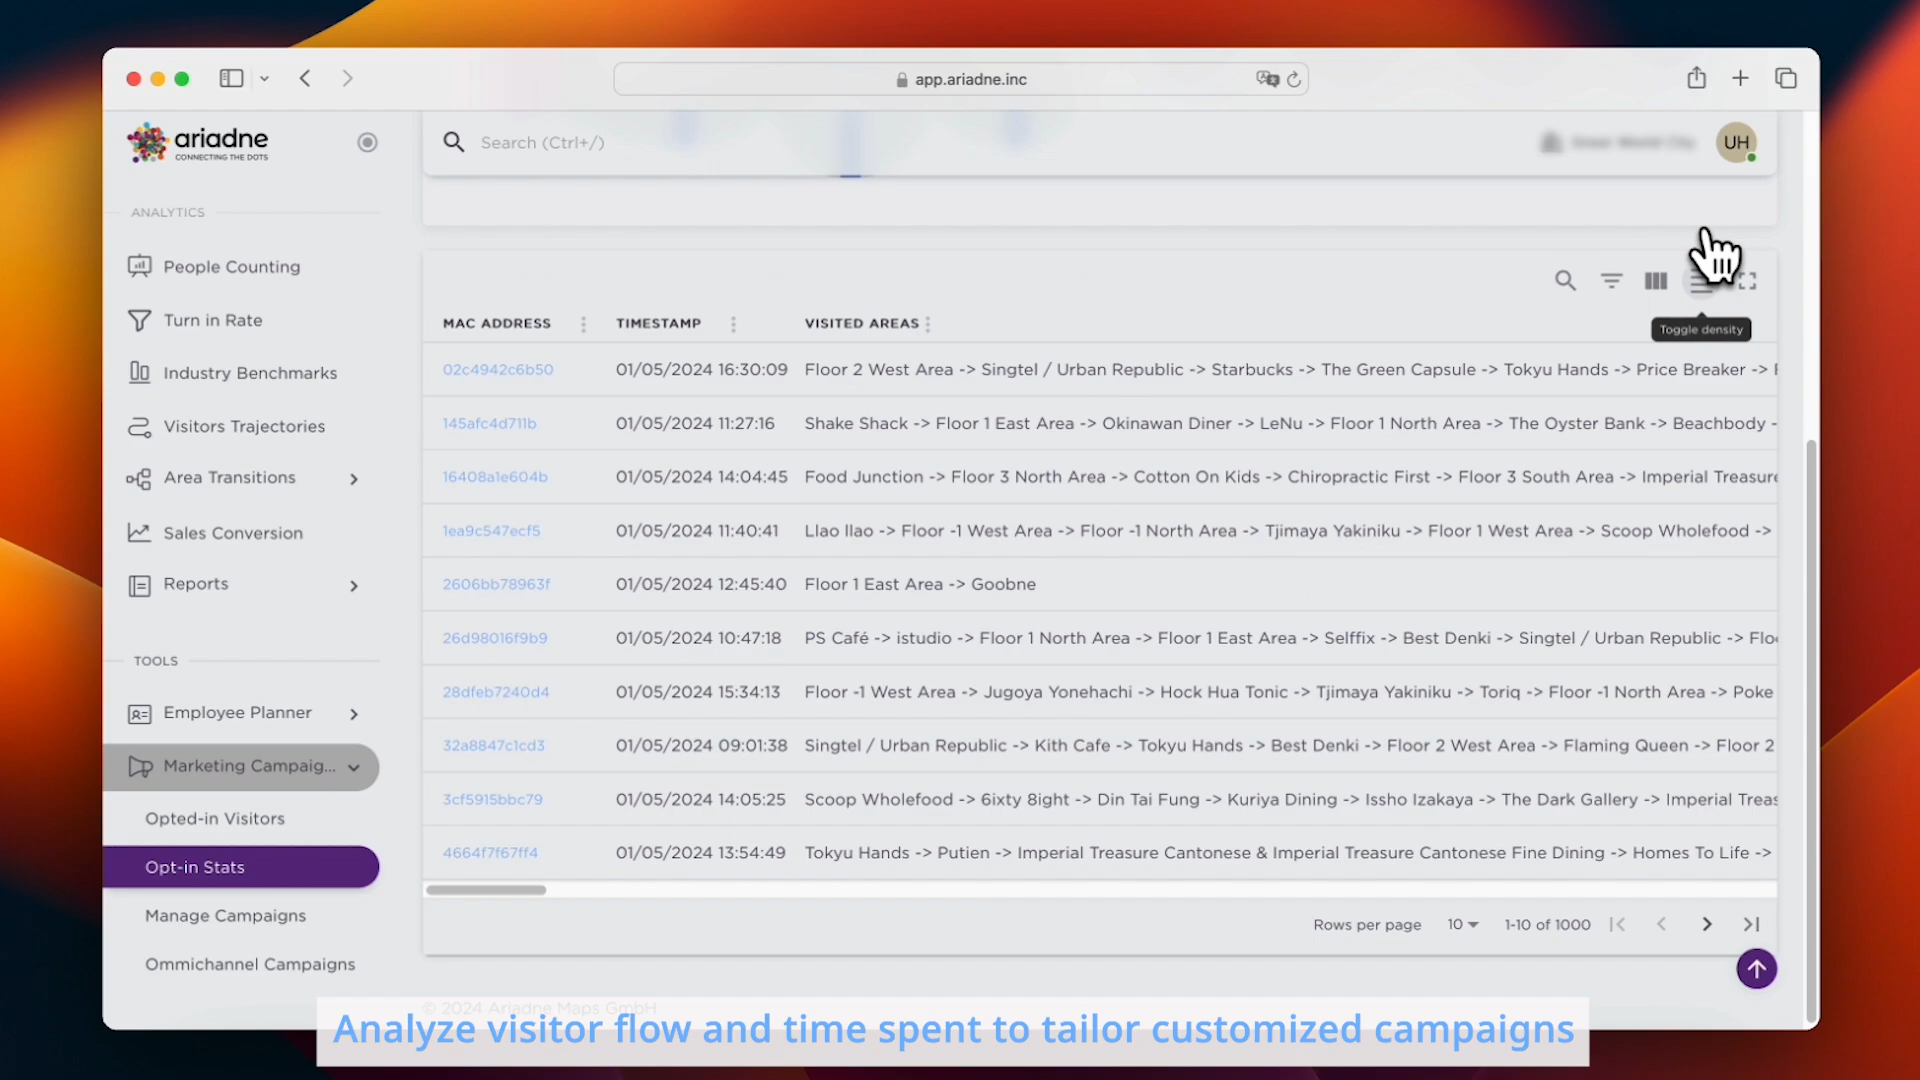 app.ariadne.inc
ariadne
CONNECTING THE DOTS
Search (Ctrl+/)
UH
ANALYTICS
People Counting
Turn in Rate
Industry Benchmarks
Visitors Trajectories
Area Transitions
Sales Conversion
Reports
TOOLS
Employee Planner
Marketing Campaig...
Opted-in Visitors
Opt-in Stats
Manage Campaigns
Ommichannel Campaigns
MAC ADDRESS TIMESTAMP VISITED AREAS
Toggle density
02c4942c6b50 01/05/2024 16:30:09 Floor 2 West Area -> Singtel / Urban Republic -> Starbucks -> The Green Capsule -> Tokyu Hands -> Price Breaker ->
145afc4d711b 01/05/2024 11:27:16 Shake Shack -> Floor 1 East Area -> Okinawan Diner -> LeNu -> Floor 1 North Area -> The Oyster Bank -> Beachbody -
16408a1e604b 01/05/2024 14:04:45 Food Junction -> Floor 3 North Area -> Cotton On Kids -> Chiropractic First -> Floor 3 South Area -> Imperial Treasure
1ea9c547ecf5 01/05/2024 11:40:41 Llao llao -> Floor -1 West Area -> Floor -1 North Area -> Tjimaya Yakiniku -> Floor 1 West Area -> Scoop Wholefood ->
2606bb78963f 01/05/2024 12:45:40 Floor 1 East Area -> Goobne
26d98016f9b9 01/05/2024 10:47:18 PS Café -> istudio -> Floor 1 North Area -> Floor 1 East Area -> Selffix -> Best Denki -> Singtel / Urban Republic -> Flo
28dfeb7240d4 01/05/2024 15:34:13 Floor -1 West Area -> Jugoya Yonehachi -> Hock Hua Tonic -> Tjimaya Yakiniku -> Toriq -> Floor -1 North Area -> Poke
32a8847c1cd3 01/05/2024 09:01:38 Singtel / Urban Republic -> Kith Cafe -> Tokyu Hands -> Best Denki -> Floor 2 West Area -> Flaming Queen -> Floor 2
3cf5915bbc79 01/05/2024 14:05:25 Scoop Wholefood -> 6ixty 8ight -> Din Tai Fung -> Kuriya Dining -> Issho Izakaya -> The Dark Gallery -> Imperial Treas
4664f7f67ff4 01/05/2024 13:54:49 Tokyu Hands -> Putien -> Imperial Treasure Cantonese & Imperial Treasure Cantonese Fine Dining -> Homes To Life ->
Rows per page 10 1-10 of 1000
© 2024 Ariadne Maps GmbH
Analyze visitor flow and time spent to tailor customized campaigns